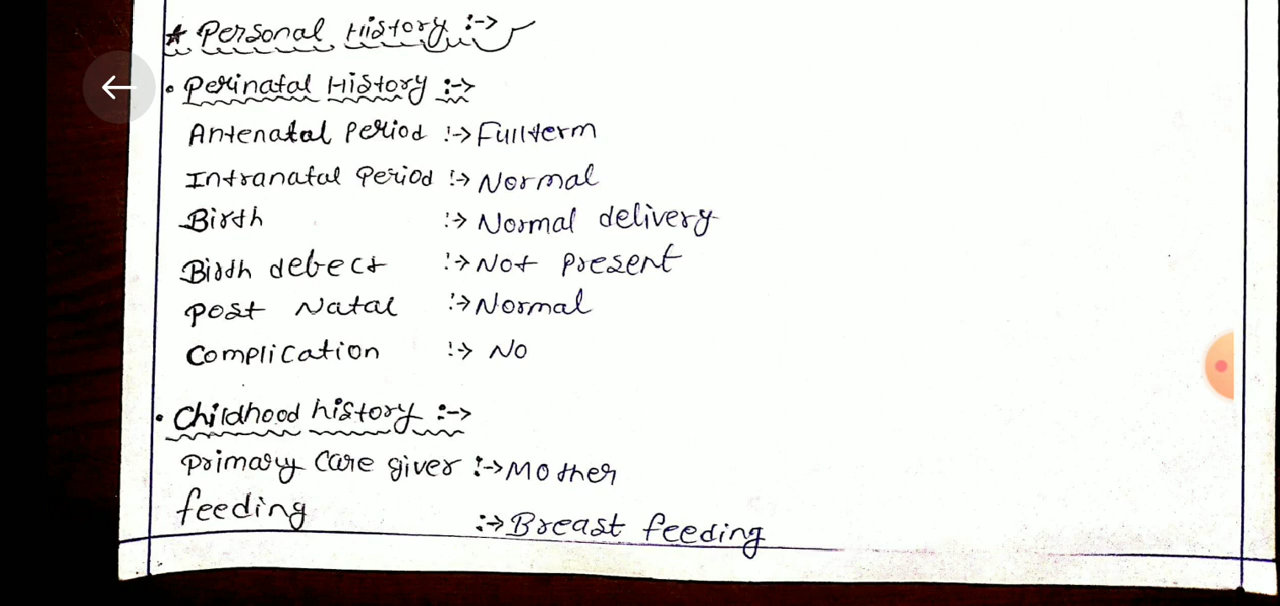 * Personal History :->
• Perinatal History :->
Antenatal Period :-> Fullterm
Intranatal Period :-> Normal
Birth :-> Normal delivery
Birth debect :-> Not Present
Post Natal :-> Normal
Complication :-> No
• Childhood history :->
Primary Care giver :-> Mother
feeding :-> Breast feeding